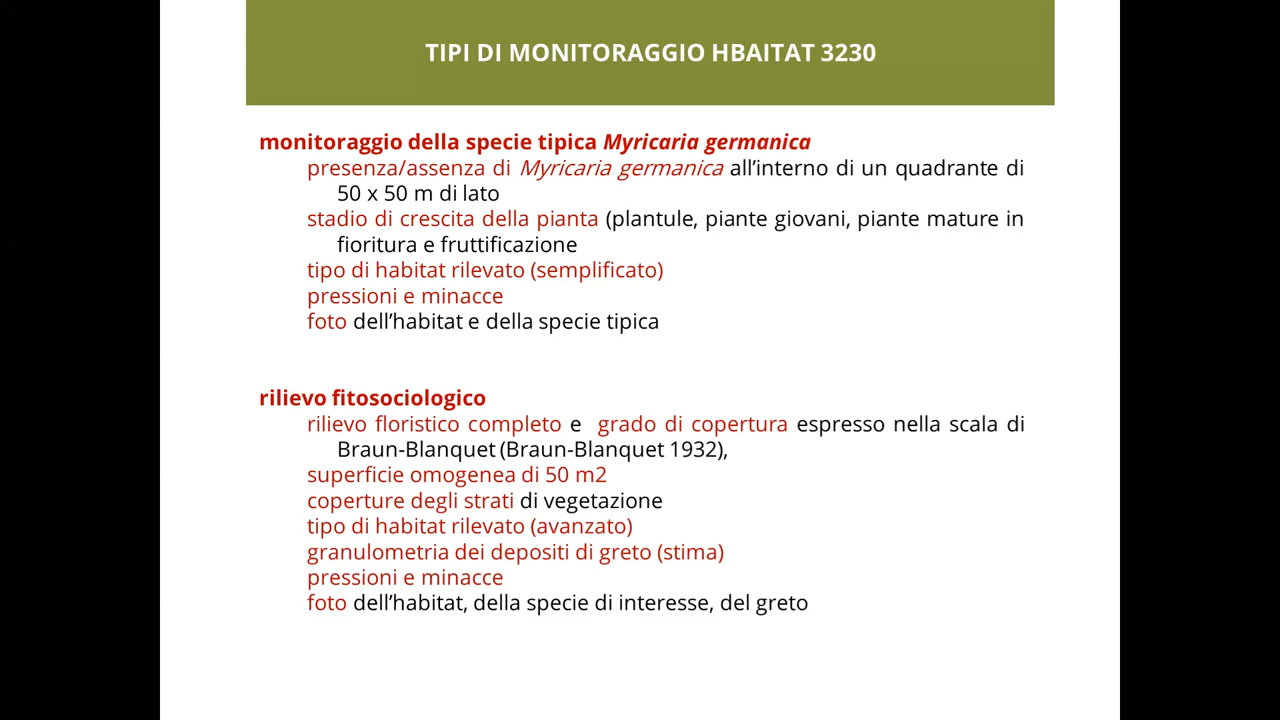 TIPI DI MONITORAGGIO HBAITAT 3230
monitoraggio della specie tipica Myricaria germanica
presenza/assenza di Myricaria germanica all’interno di un quadrante di
50 x 50 m di lato
stadio di crescita della pianta (plantule, piante giovani, piante mature in
fioritura e fruttificazione
tipo di habitat rilevato (semplificato)
pressioni e minacce
foto dell’habitat e della specie tipica
rilievo fitosociologico
rilievo floristico completo e grado di copertura espresso nella scala di
Braun-Blanquet (Braun-Blanquet 1932),
superficie omogenea di 50 m2
coperture degli strati di vegetazione
tipo di habitat rilevato (avanzato)
granulometria dei depositi di greto (stima)
pressioni e minacce
foto dell’habitat, della specie di interesse, del greto